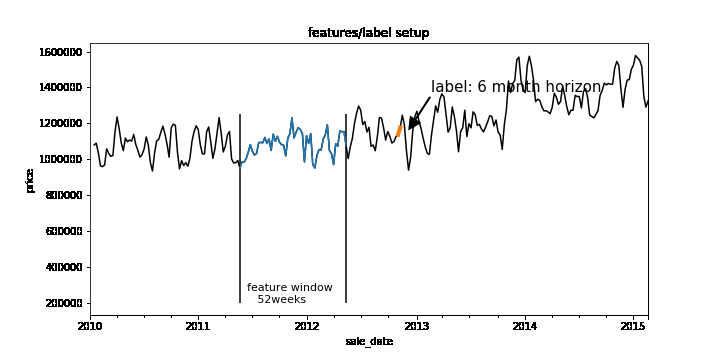 features/label setup
1600000
1400000
1200000
1000000
800000
600000
400000
200000
price
label: 6 month horizon
feature window
52weeks
2010
2011
2012
2013
2014
2015
sale_date